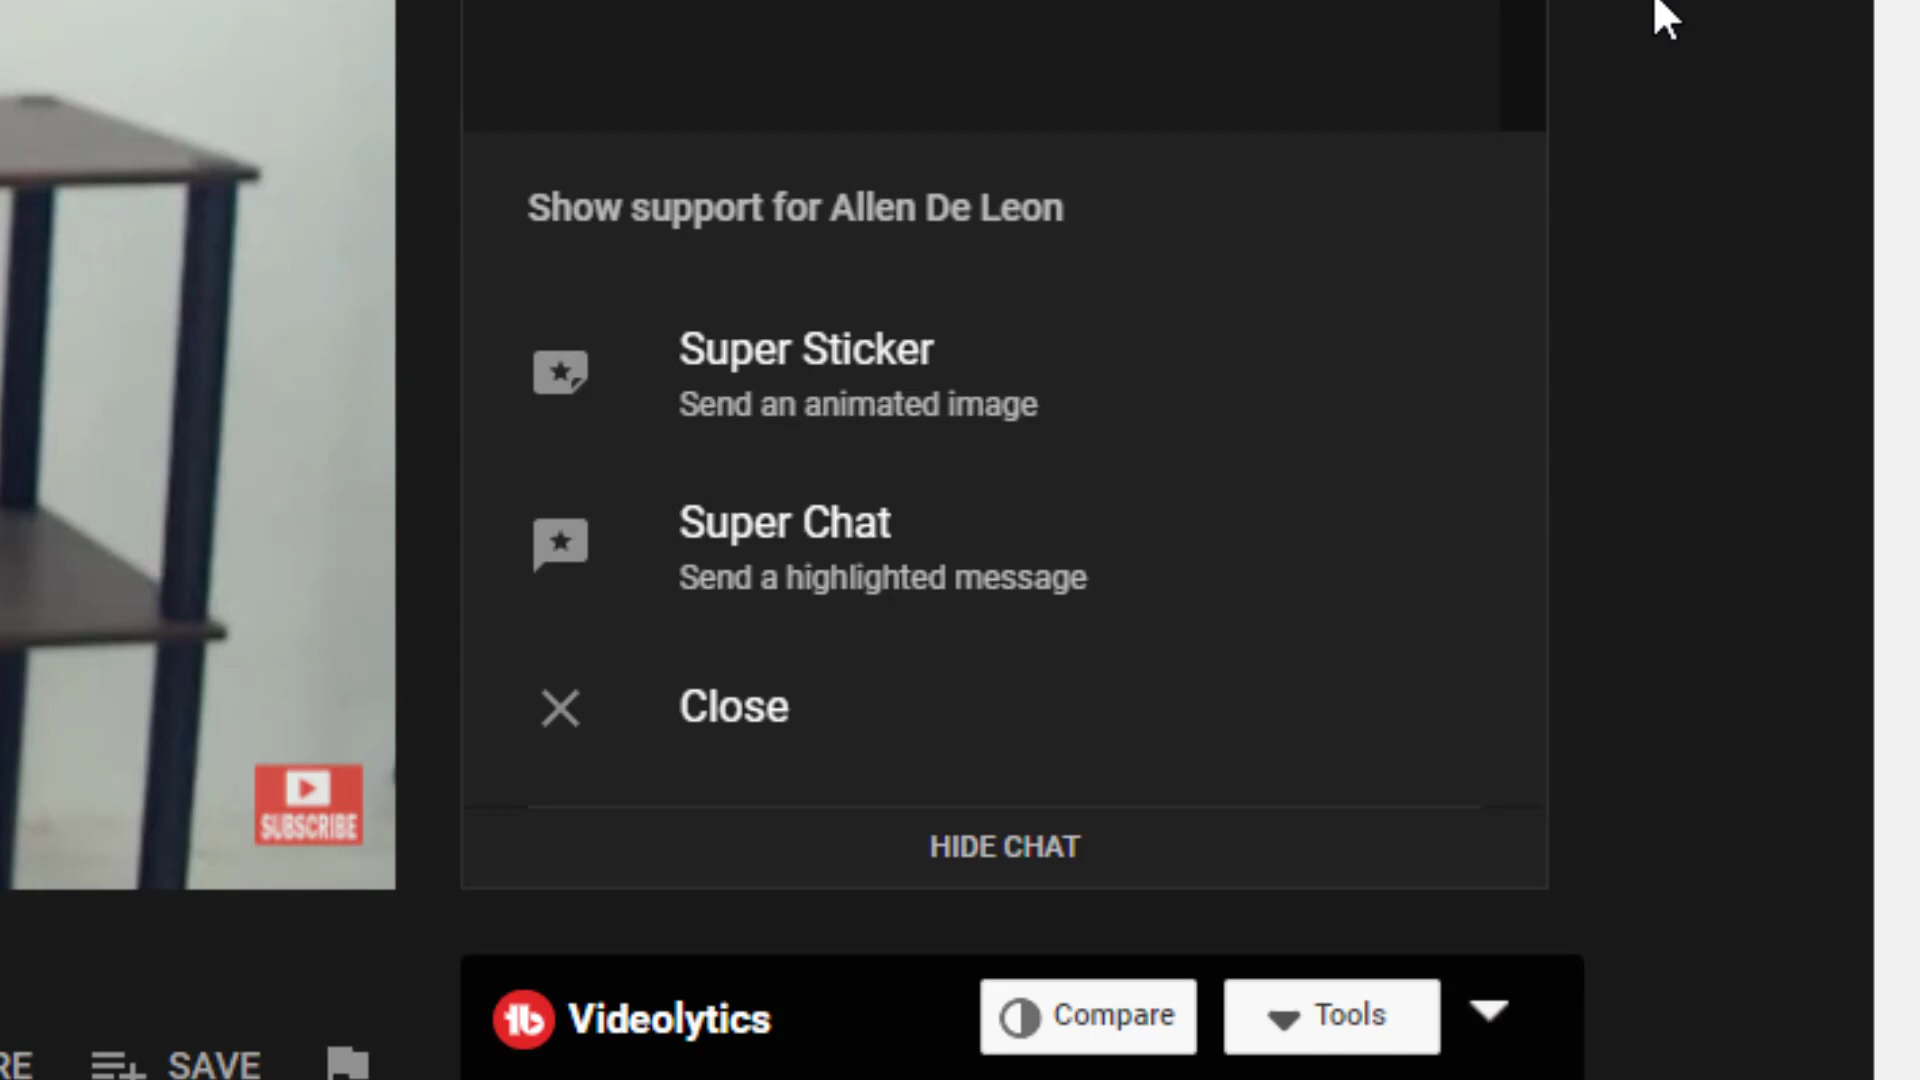 Show support for Allen De Leon
Super Sticker
Send an animated image
Super Chat
Send a highlighted message
Close
SUBSCRIBE
HIDE CHAT
Videolytics
Compare
Tools
RE
SAVE